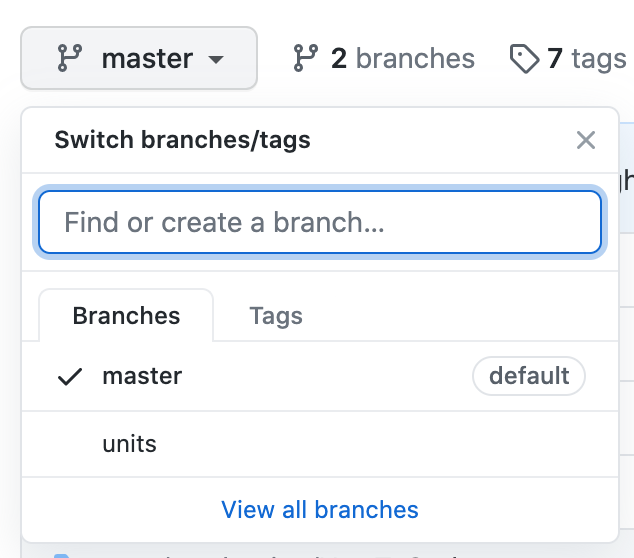 master 2 branches 7 tags
Switch branches/tags
Find or create a branch...
Branches Tags
master default
units
View all branches